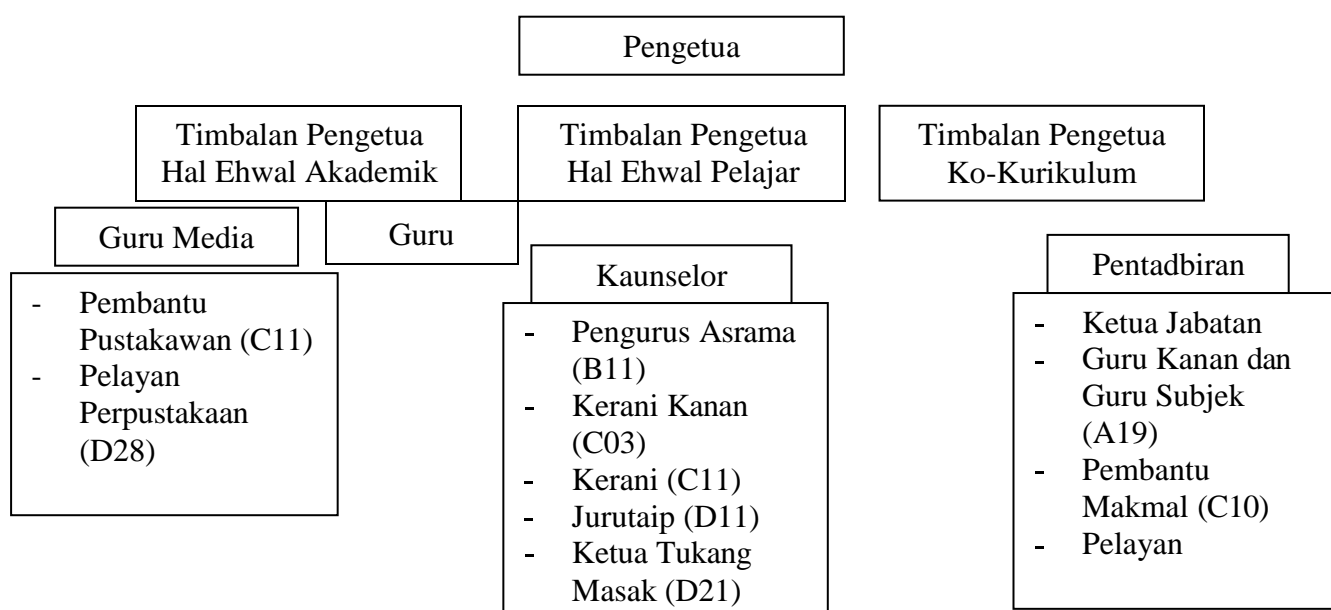 Pengetua
Timbalan Pengetua
Hal Ehwal Akademik
Timbalan Pengetua
Hal Ehwal Pelajar
Timbalan Pengetua
Ko-Kurikulum
Guru Media
Guru
- Pembantu
Pustakawan (C11)
- Pelayan
Perpustakaan
(D28)
Kaunselor
- Pengurus Asrama
(B11)
- Kerani Kanan
(C03)
- Kerani (C11)
- Jurutaip (D11)
- Ketua Tukang
Masak (D21)
Pentadbiran
- Ketua Jabatan
- Guru Kanan dan
Guru Subjek
(A19)
- Pembantu
Makmal (C10)
- Pelayan